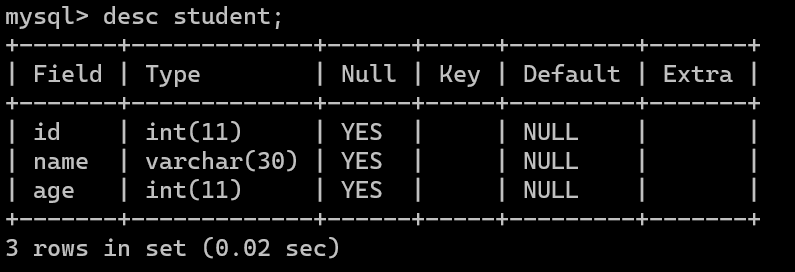 mysql> desc student;
+-------+-------------+------+-----+---------+-------+
| Field | Type        | Null | Key | Default | Extra |
+-------+-------------+------+-----+---------+-------+
| id    | int(11)     | YES  |     | NULL    |       |
| name  | varchar(30) | YES  |     | NULL    |       |
| age   | int(11)     | YES  |     | NULL    |       |
+-------+-------------+------+-----+---------+-------+
3 rows in set (0.02 sec)